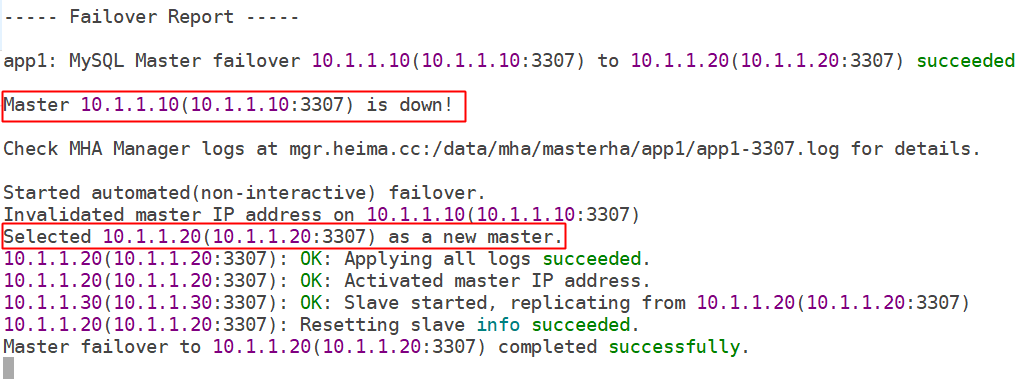 ----- Failover Report -----
app1: MySQL Master failover 10.1.1.10(10.1.1.10:3307) to 10.1.1.20(10.1.1.20:3307) succeeded
Master 10.1.1.10(10.1.1.10:3307) is down!
Check MHA Manager logs at mgr.heima.cc:/data/mha/masterha/app1/app1-3307.log for details.
Started automated(non-interactive) failover.
Invalidated master IP address on 10.1.1.10(10.1.1.10:3307)
Selected 10.1.1.20(10.1.1.20:3307) as a new master.
10.1.1.20(10.1.1.20:3307): OK: Applying all logs succeeded.
10.1.1.20(10.1.1.20:3307): OK: Activated master IP address.
10.1.1.30(10.1.1.30:3307): OK: Slave started, replicating from 10.1.1.20(10.1.1.20:3307)
10.1.1.20(10.1.1.20:3307): Resetting slave info succeeded.
Master failover to 10.1.1.20(10.1.1.20:3307) completed successfully.